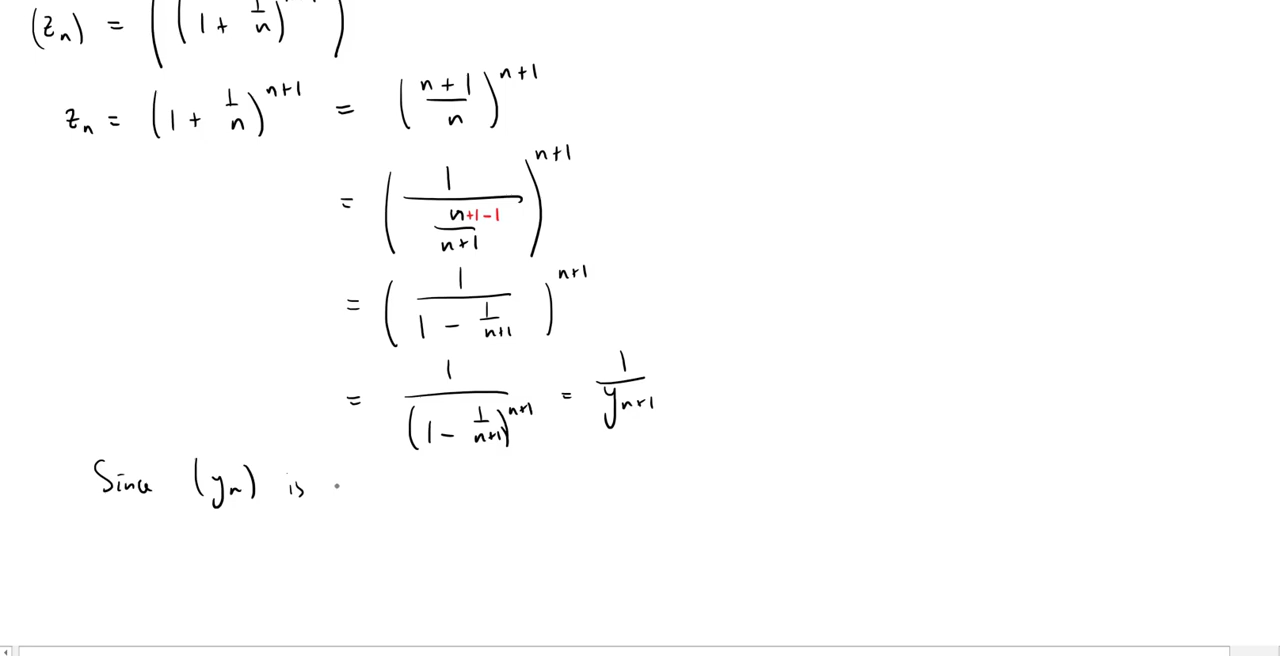 (z_n) = ((1 + 1/n)
z_n = (1 + 1/n)^{n+1} = ((n+1)/n)^{n+1}
= (1/((n+1-1)/(n+1)))^{n+1}
= (1/(1 - 1/(n+1)))^{n+1}
= 1/(1 - 1/(n+1))^{n+1} = 1/y_{n+1}
Since (y_n) is